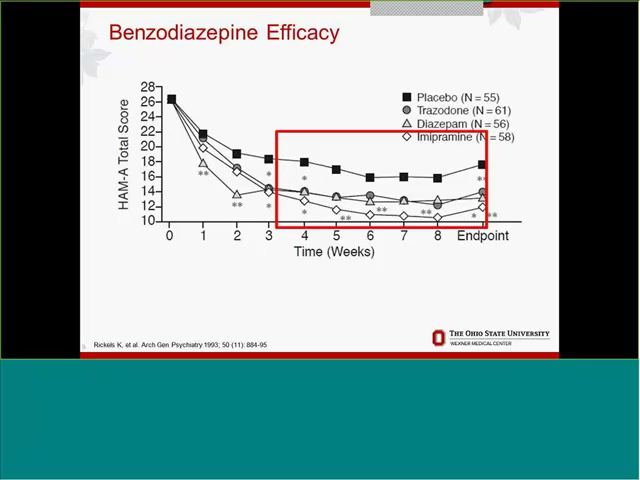 Benzodiazepine Efficacy
HAM-A Total Score
28
26
24
22
20
18
16
14
12
10
Placebo (N = 55)
Trazodone (N = 61)
Diazepam (N = 56)
Imipramine (N = 58)
**
**
*
*
*
*
**
**
**
**
*
**
0
1
2
3
4
5
6
7
8
Endpoint
Time (Weeks)
Rickels K, et al. Arch Gen Psychiatry 1993; 50 (11): 884-95
THE OHIO STATE UNIVERSITY
WEXNER MEDICAL CENTER